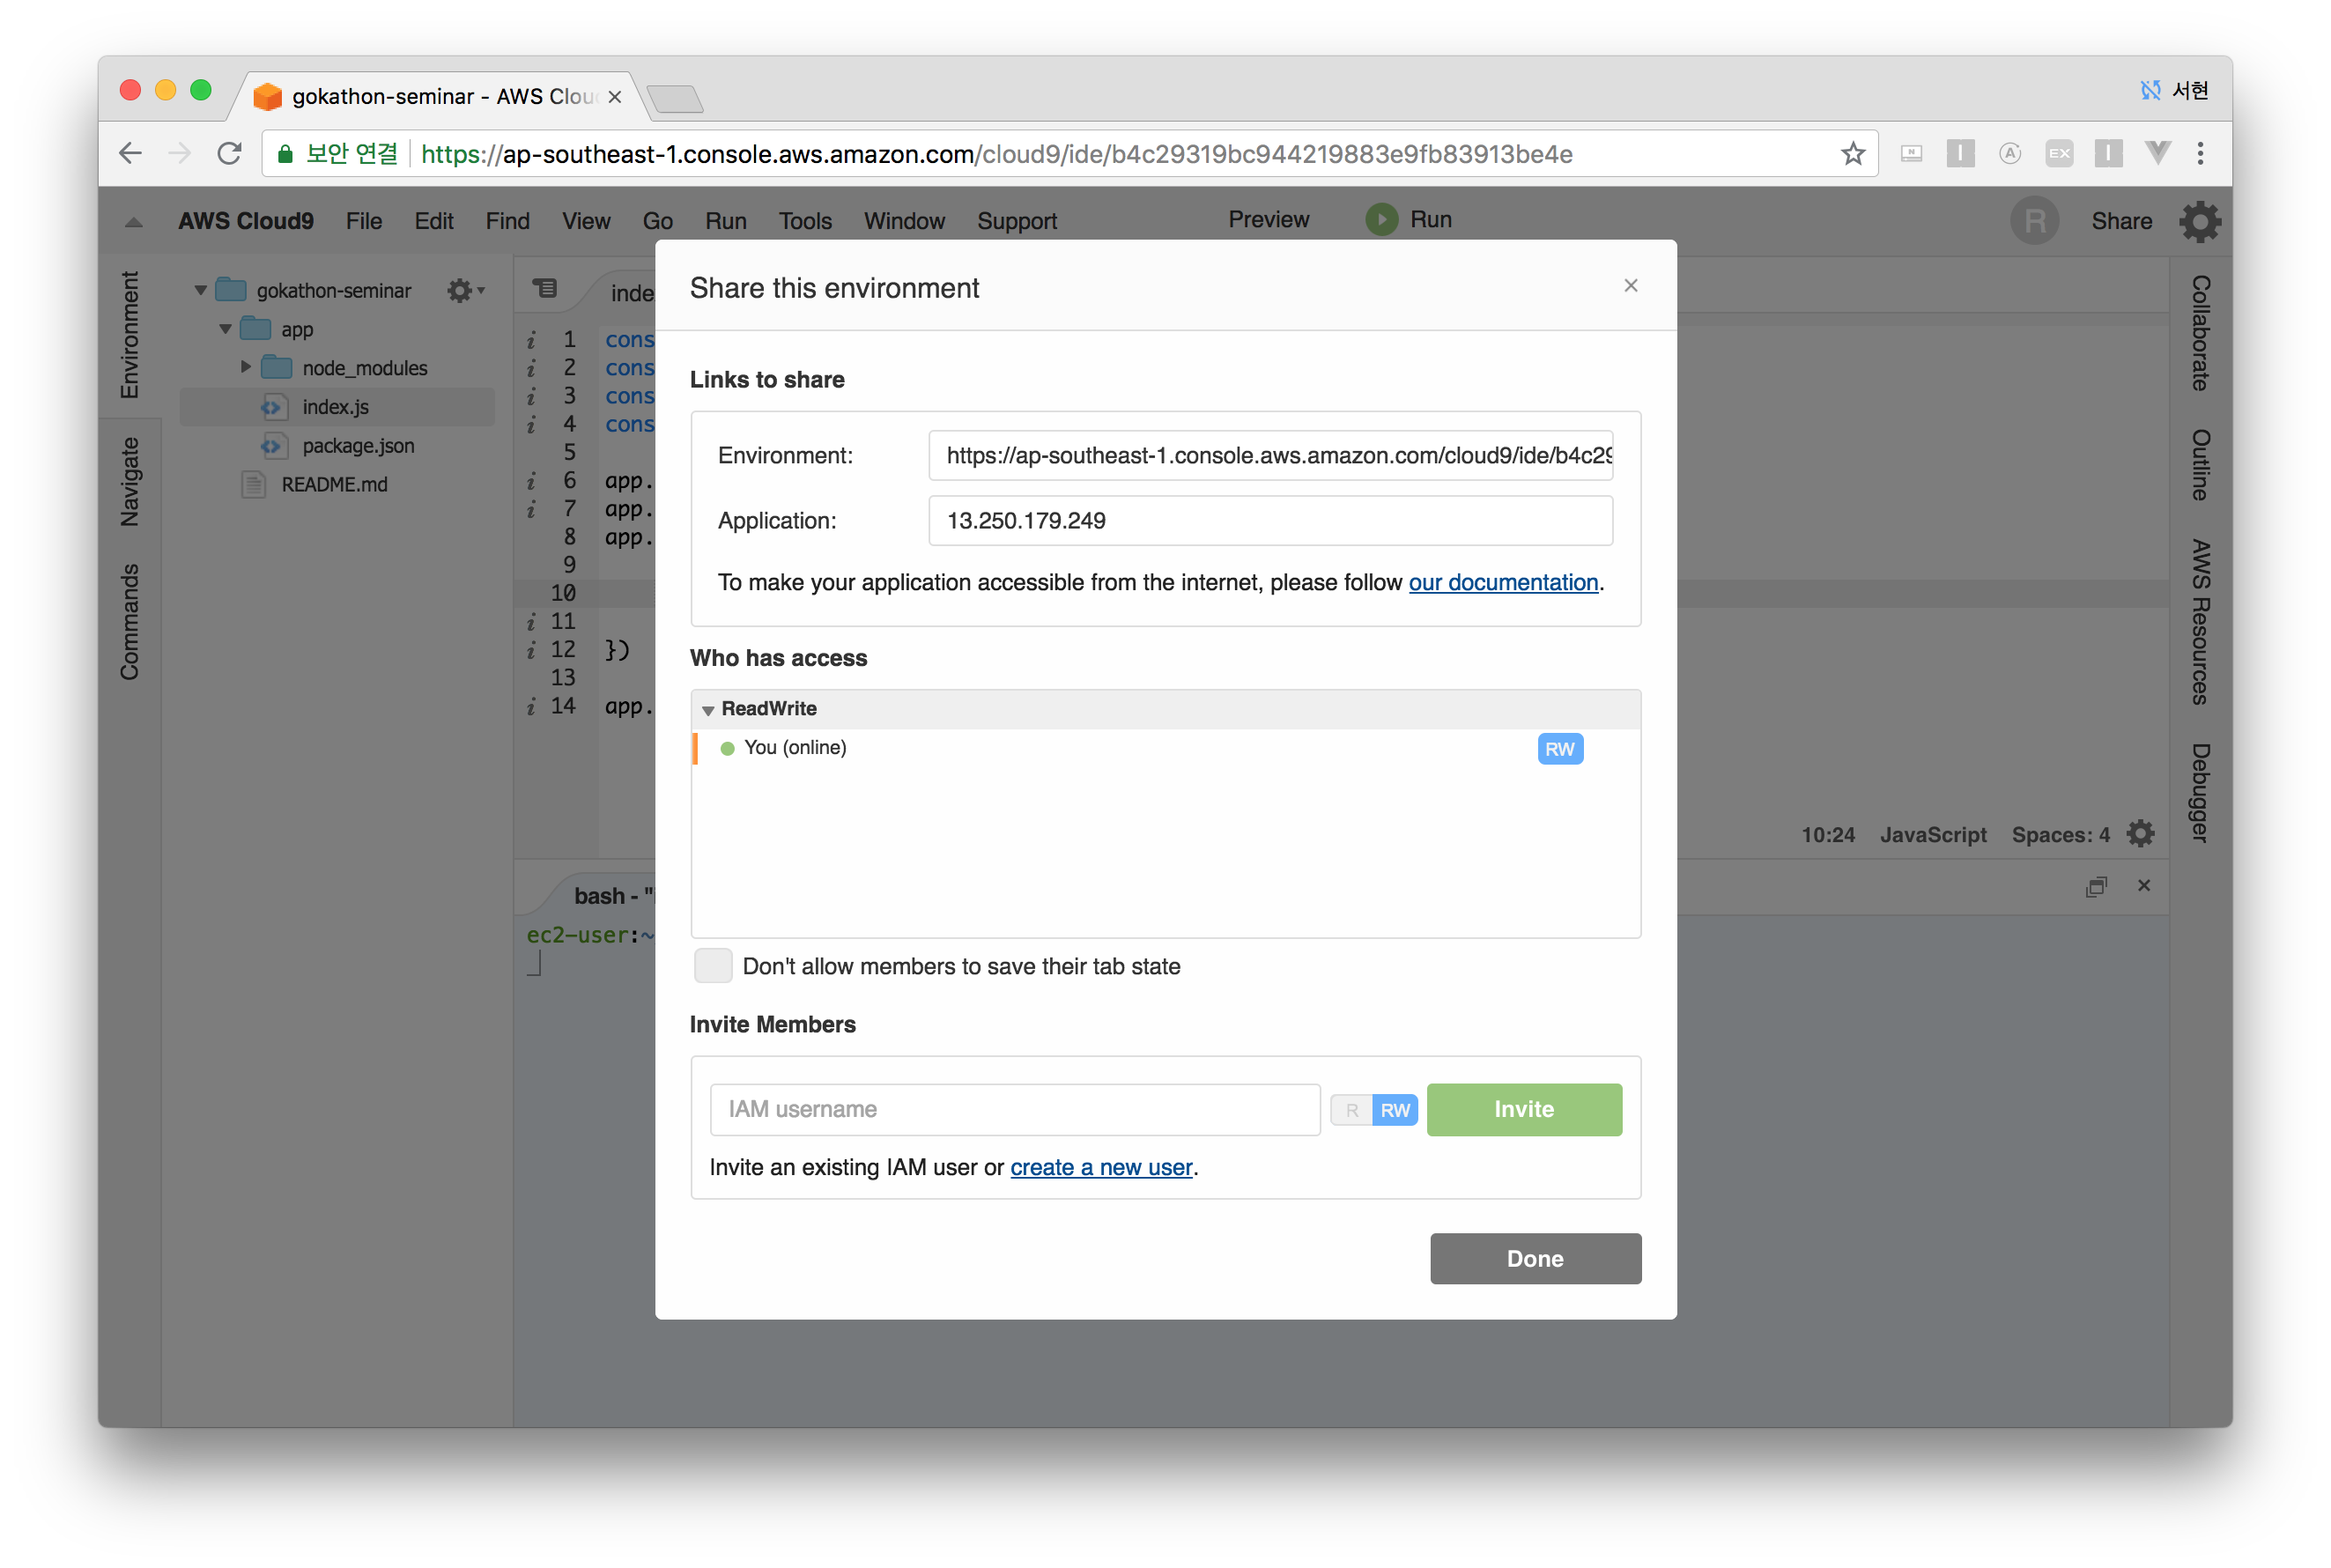 gokathon-seminar - AWS Clou
서현
보안 연결 https://ap-southeast-1.console.aws.amazon.com/cloud9/ide/b4c29319bc944219883e9fb83913be4e
N I A EX I
AWS Cloud9 File Edit Find View Go Run Tools Window Support Preview Run R Share
Environment
Navigate
Commands
gokathon-seminar
app
node_modules
index.js
package.json
README.md
inde
1 cons
2 cons
3 cons
4 cons
5
6 app.
7 app.
8 app.
9
10
11
12 })
13
14 app.
10:24 JavaScript Spaces: 4
bash - "i
ec2-user:~
Share this environment
Links to share
Environment: https://ap-southeast-1.console.aws.amazon.com/cloud9/ide/b4c29
Application: 13.250.179.249
To make your application accessible from the internet, please follow our documentation.
Who has access
ReadWrite
You (online) RW
Don't allow members to save their tab state
Invite Members
IAM username R RW Invite
Invite an existing IAM user or create a new user.
Done
Collaborate
Outline
AWS Resources
Debugger